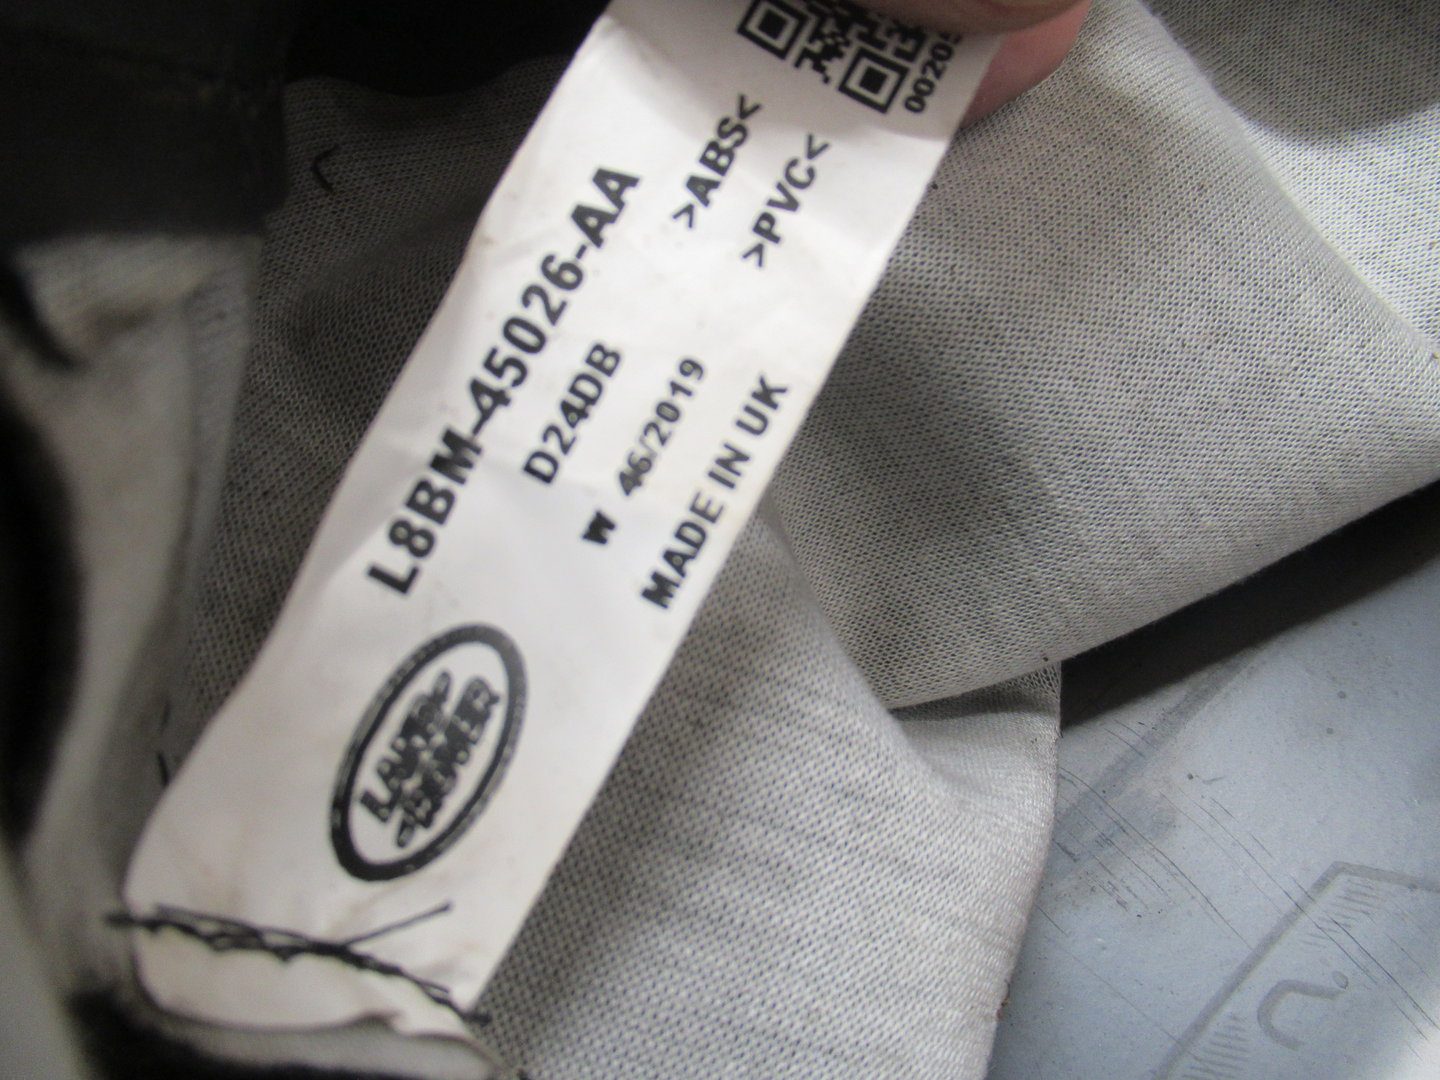 L8BM-45026-AA
D24DB
>ABS<
W 46/2019
>PVC<
MADE IN UK
LAND
ROVER